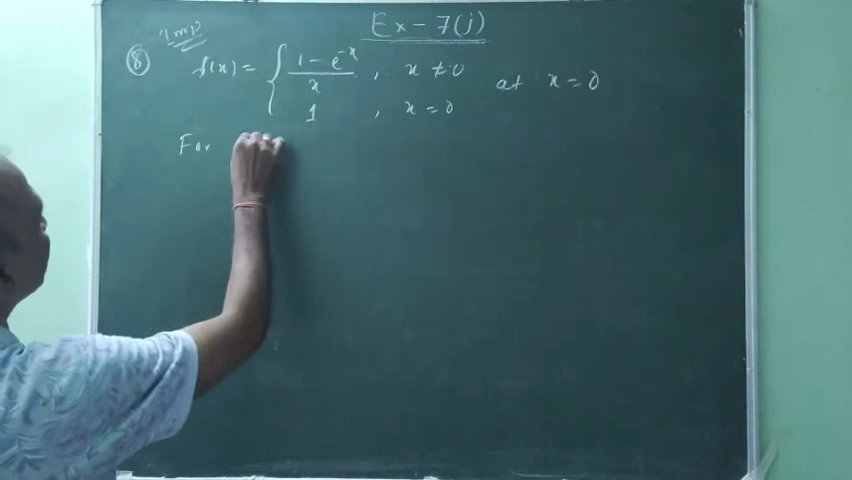 Ex - 7(j)
Imp
⑧ f(x) = { (1 - e^-x)/x , x ≠ 0
1 , x = 0
at x = 0
For